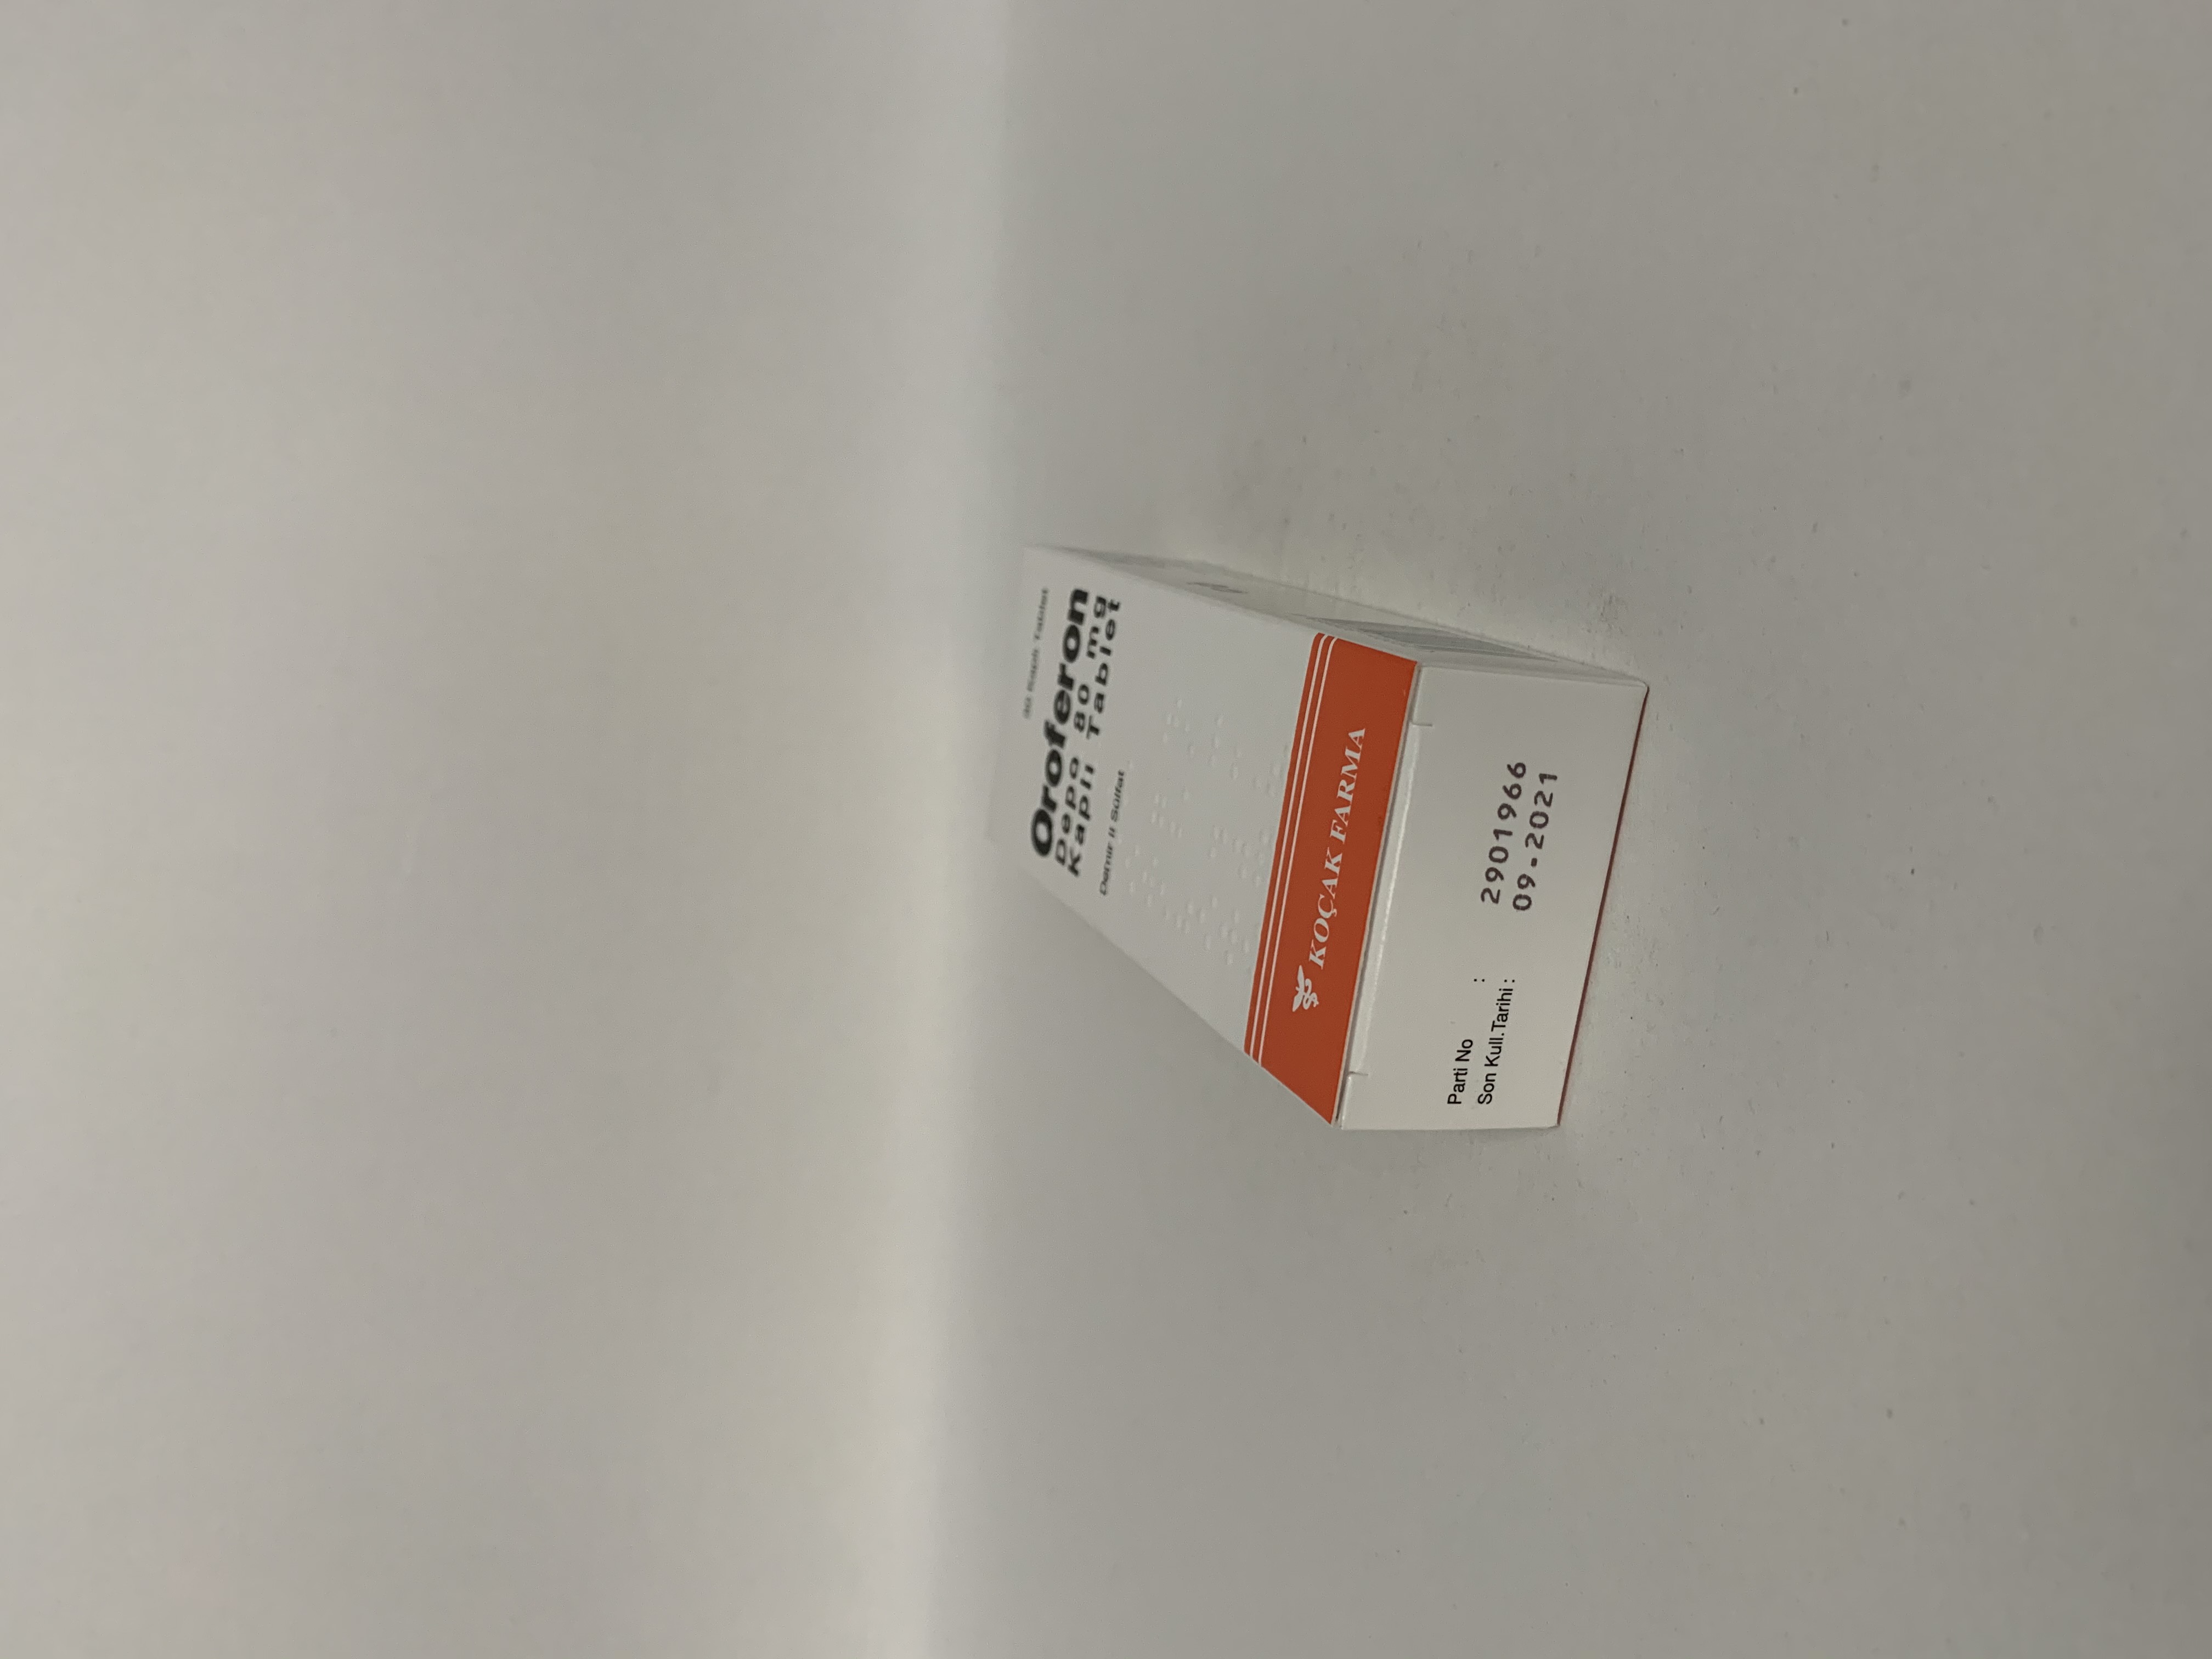 30 Kaplı Tablet
Oroferon
Depo 80 mg
Kaplı Tablet
Demir II Sülfat
KOÇAK FARMA
Parti No : 2901966
Son Kull.Tarihi : 09-2021